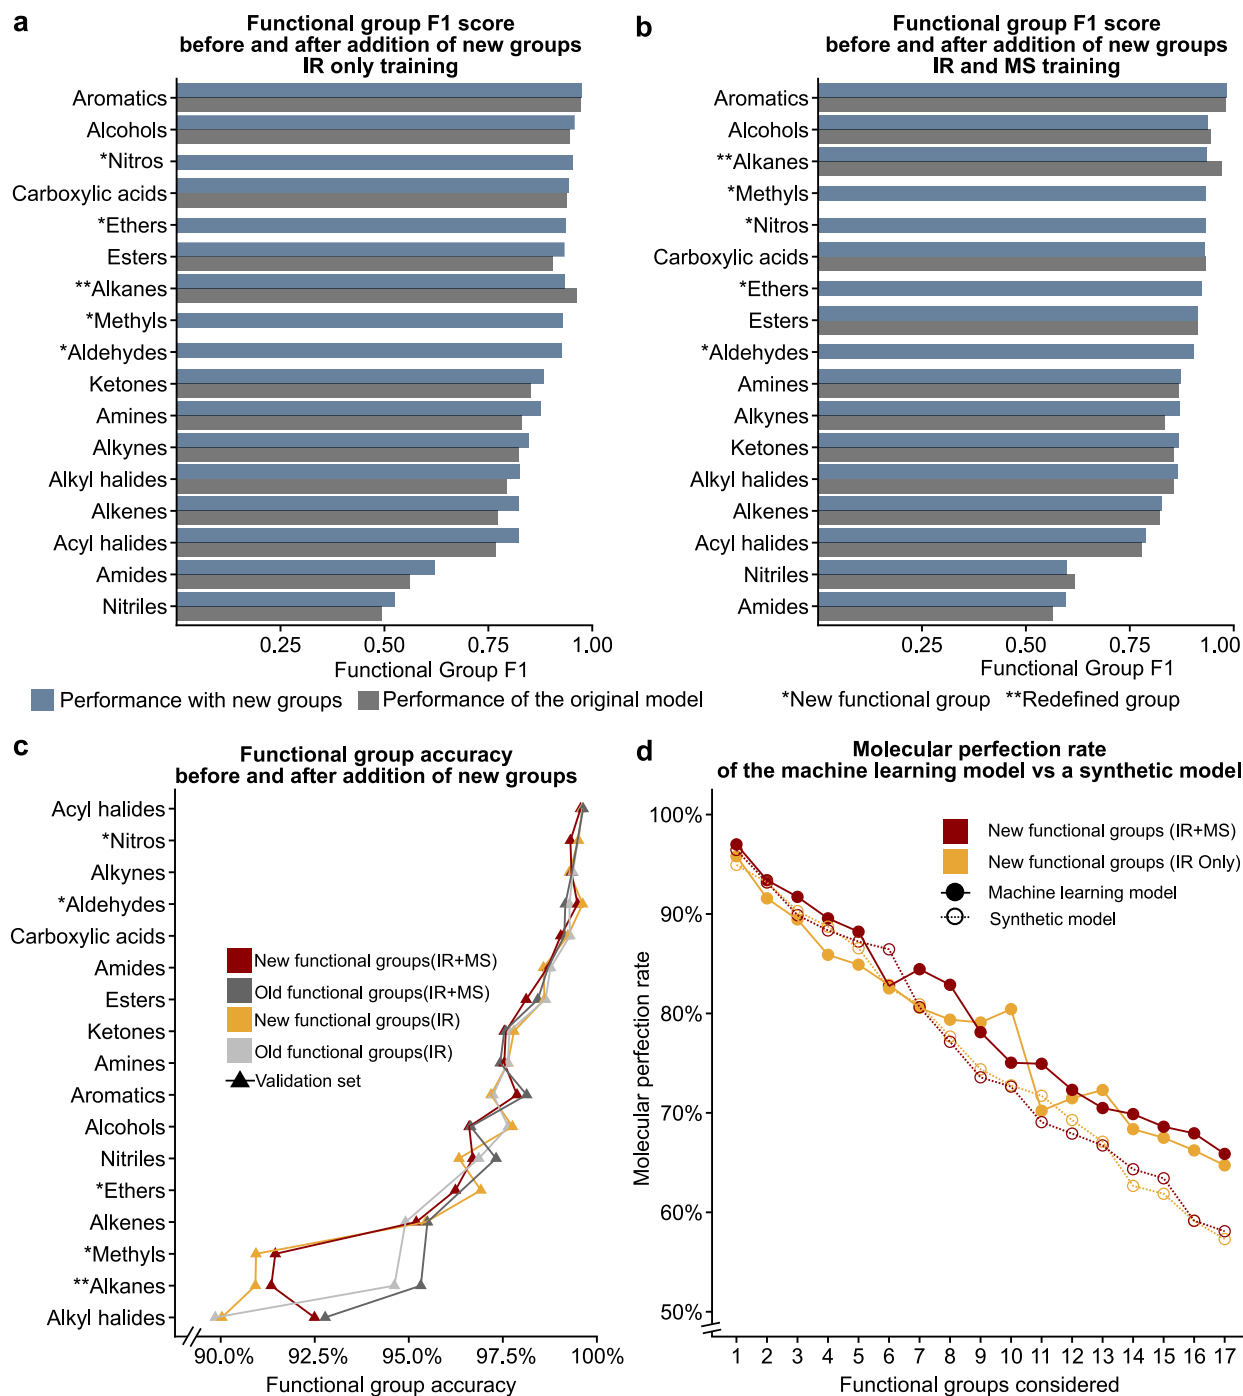 a
Functional group F1 score
before and after addition of new groups
IR only training
Aromatics
Alcohols
*Nitros
Carboxylic acids
*Ethers
Esters
**Alkanes
*Methyls
*Aldehydes
Ketones
Amines
Alkynes
Alkyl halides
Alkenes
Acyl halides
Amides
Nitriles
0.25 0.50 0.75 1.00
Functional Group F1
b
Functional group F1 score
before and after addition of new groups
IR and MS training
Aromatics
Alcohols
**Alkanes
*Methyls
*Nitros
Carboxylic acids
*Ethers
Esters
*Aldehydes
Amines
Alkynes
Ketones
Alkyl halides
Alkenes
Acyl halides
Nitriles
Amides
0.25 0.50 0.75 1.00
Functional Group F1
Performance with new groups Performance of the original model *New functional group **Redefined group
c
Functional group accuracy
before and after addition of new groups
Acyl halides
*Nitros
Alkynes
*Aldehydes
Carboxylic acids
Amides
Esters
Ketones
Amines
Aromatics
Alcohols
Nitriles
*Ethers
Alkenes
*Methyls
**Alkanes
Alkyl halides
New functional groups(IR+MS)
Old functional groups(IR+MS)
New functional groups(IR)
Old functional groups(IR)
Validation set
90.0% 92.5% 95.0% 97.5% 100%
Functional group accuracy
d
Molecular perfection rate
of the machine learning model vs a synthetic model
100%
90%
80%
70%
60%
50%
Molecular perfection rate
New functional groups (IR+MS)
New functional groups (IR Only)
Machine learning model
Synthetic model
1 2 3 4 5 6 7 8 9 10 11 12 13 14 15 16 17
Functional groups considered